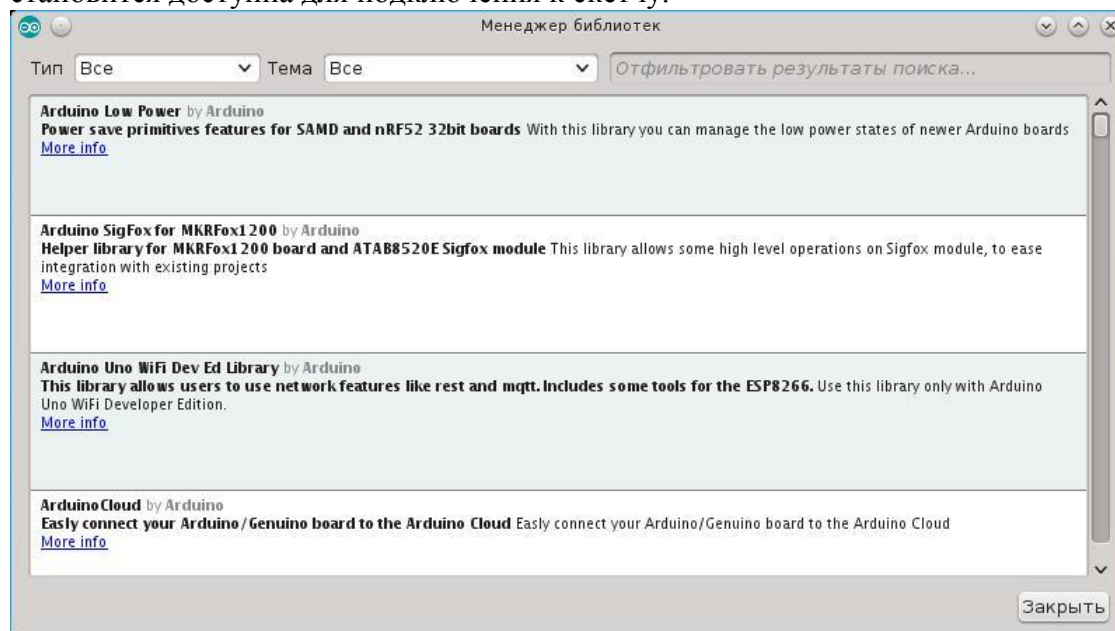 становится доступна для подключения к скетчу.
Менеджер библиотек
Тип Все Тема Все Отфильтровать результаты поиска...
Arduino Low Power by Arduino
Power save primitives features for SAMD and nRF52 32bit boards With this library you can manage the low power states of newer Arduino boards
More info
Arduino SigFox for MKRFox1200 by Arduino
Helper library for MKRFox1200 board and ATAB8520E Sigfox module This library allows some high level operations on Sigfox module, to ease
integration with existing projects
More info
Arduino Uno WiFi Dev Ed Library by Arduino
This library allows users to use network features like rest and mqtt. Includes some tools for the ESP8266. Use this library only with Arduino
Uno WiFi Developer Edition.
More info
ArduinoCloud by Arduino
Easly connect your Arduino/Genuino board to the Arduino Cloud Easly connect your Arduino/Genuino board to the Arduino Cloud
More info
Закрыть